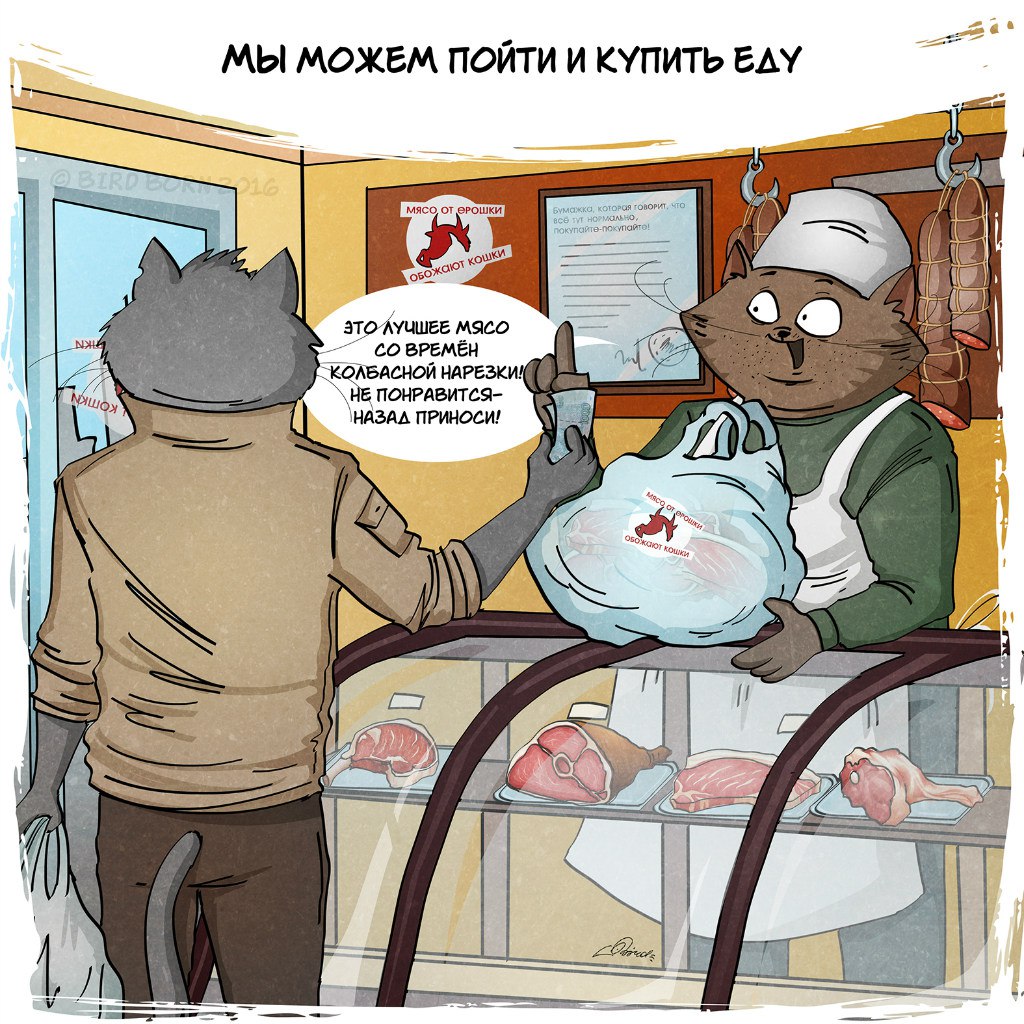 МЫ МОЖЕМ ПОЙТИ И КУПИТЬ ЕДУ
© BIRD BORN 2016
МЯСО ОТ ЕРОШКИ
ОБОЖАЮТ КОШКИ
Бумажка, которая говорит, что
всё тут нормально,
покупайте-покупайте!
ЭТО ЛУЧШЕЕ МЯСО
СО ВРЕМЁН
КОЛБАСНОЙ НАРЕЗКИ!
НЕ ПОНРАВИТСЯ-
НАЗАД ПРИНОСИ!
МЯСО ОТ ЕРОШКИ
ОБОЖАЮТ КОШКИ